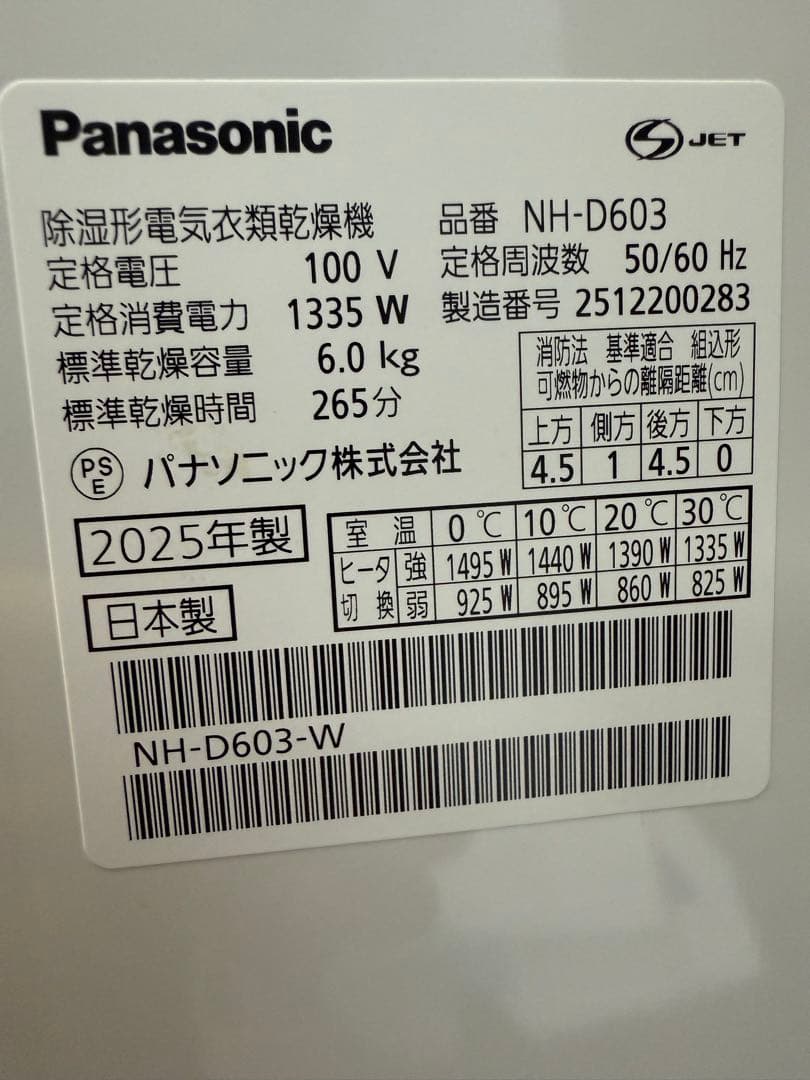 Panasonic
JET
除湿形電気衣類乾燥機 品番 NH-D603
定格電圧 100 V 定格周波数 50/60 Hz
定格消費電力 1335 W 製造番号 2512200283
標準乾燥容量 6.0 kg
標準乾燥時間 265分
消防法 基準適合 組込形
可燃物からの離隔距離(cm)
上方 側方 後方 下方
4.5 1 4.5 0
PS
E
パナソニック株式会社
2025年製
日本製
室温 0℃ 10℃ 20℃ 30℃
ヒータ 強 1495 W 1440 W 1390 W 1335 W
切換 弱 925 W 895 W 860 W 825 W
NH-D603-W